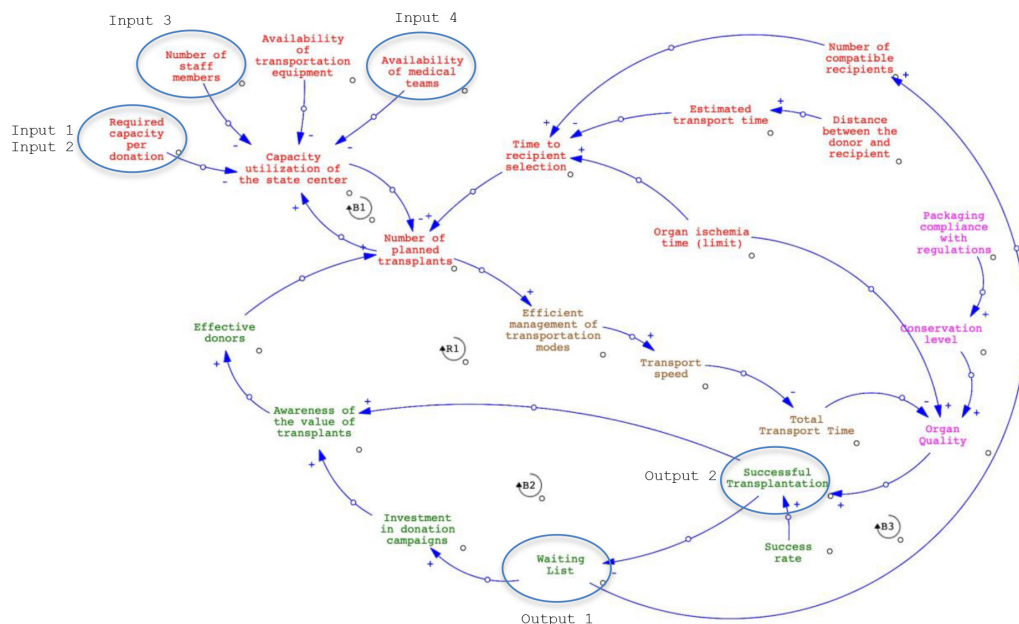 Input 3
Input 4
Number of
staff
members
Availability
of
transportation
equipment
Availability
of medical
teams
Number of
compatible
recipients
Input 1
Input 2
Required
capacity
per
donation
Estimated
transport time
Distance
between the
donor and
recipient
Capacity
utilization of
the state center
Time to
recipient
selection
B1
Number of
planned
transplants
Organ ischemia
time (limit)
Packaging
compliance
with
regulations
Effective
donors
R1
Efficient
management of
transportation
modes
Conservation
level
Transport
speed
Awareness of
the value of
transplants
Total
Transport Time
Organ
Quality
Output 2
Successful
Transplantation
B2
B3
Investment
in donation
campaigns
Success
rate
Waiting
List
Output 1
+
+
-
-
-
-
+
+
-
+
+
-
+
+
+
+
+
-
-
+
+
+
+
+
+
+
+
-
+